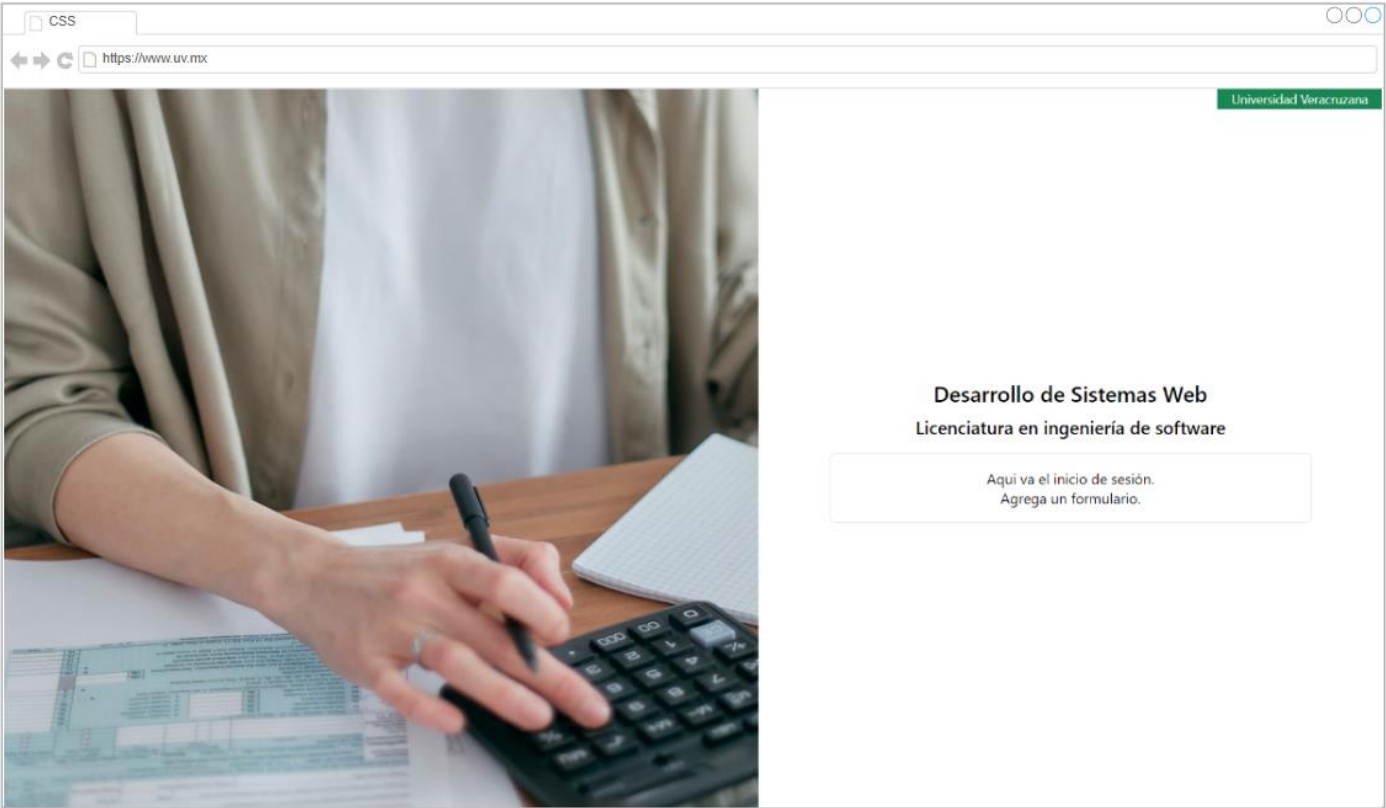 CSS
https://www.uv.mx
Universidad Veracruzana
Desarrollo de Sistemas Web
Licenciatura en ingeniería de software
Aqui va el inicio de sesión.
Agrega un formulario.